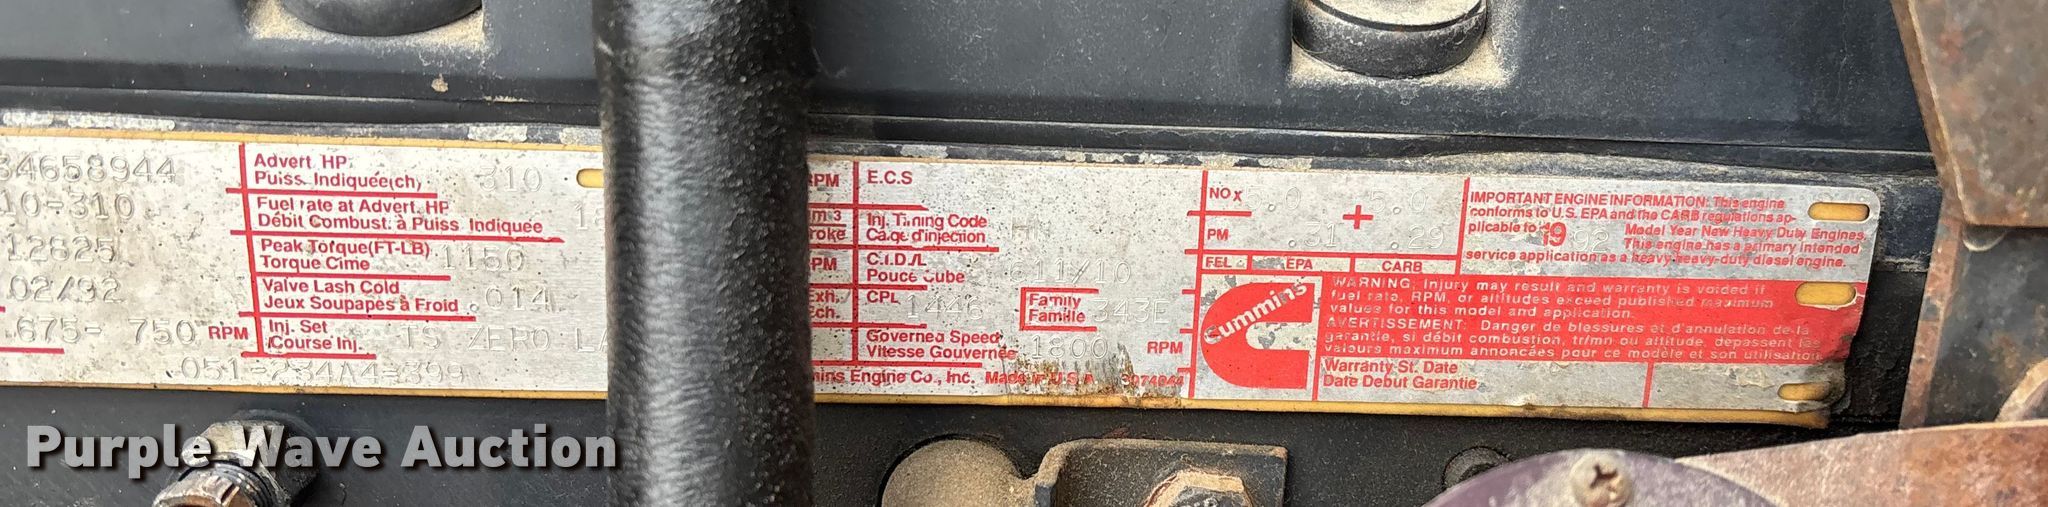 34658944
10-310
12825
02/92
675- 750 RPM
051-234A4-399
Advert. HP. 310
Puiss. Indiquée(ch)
Fuel rate at Advert. HP
Débit Combust. à Puiss. Indiquée
Peak Torque(FT-LB) 1150
Torque Cime
Valve Lash Cold
Jeux Soupapes à Froid .014
Inj. Set
Course Inj. TS ZERO
RPM
E.C.S
Inj. Timing Code
Calage d'injection HN
C.I.D./L
Pouce Cube 611/10
CPL 1446
Family
Famille 343E
Governed Speed
Vitesse Gouvernée 1800 RPM
Engine Co., Inc. Made in U.S.A. 3074044
NOx 5.0 + 5.0
PM .31 .29
FEL EPA CARB
IMPORTANT ENGINE INFORMATION: This engine
conforms to U.S. EPA and the CARB regulations ap-
plicable to 1992 Model Year New Heavy Duty Engines.
This engine has a primary intended
service application as a heavy heavy-duty diesel engine.
cummins
WARNING. Injury may result and warranty is voided if
fuel rate, RPM, or altitudes exceed published maximum
values for this model and application.
AVERTISSEMENT: Danger de blessures et d'annulation de la
garantie, si débit combustion, tr/mn ou altitude, depassent les
valeurs maximum annoncées pour ce modèle et son utilisation
Warranty St. Date
Date Debut Garantie
Purple Wave Auction